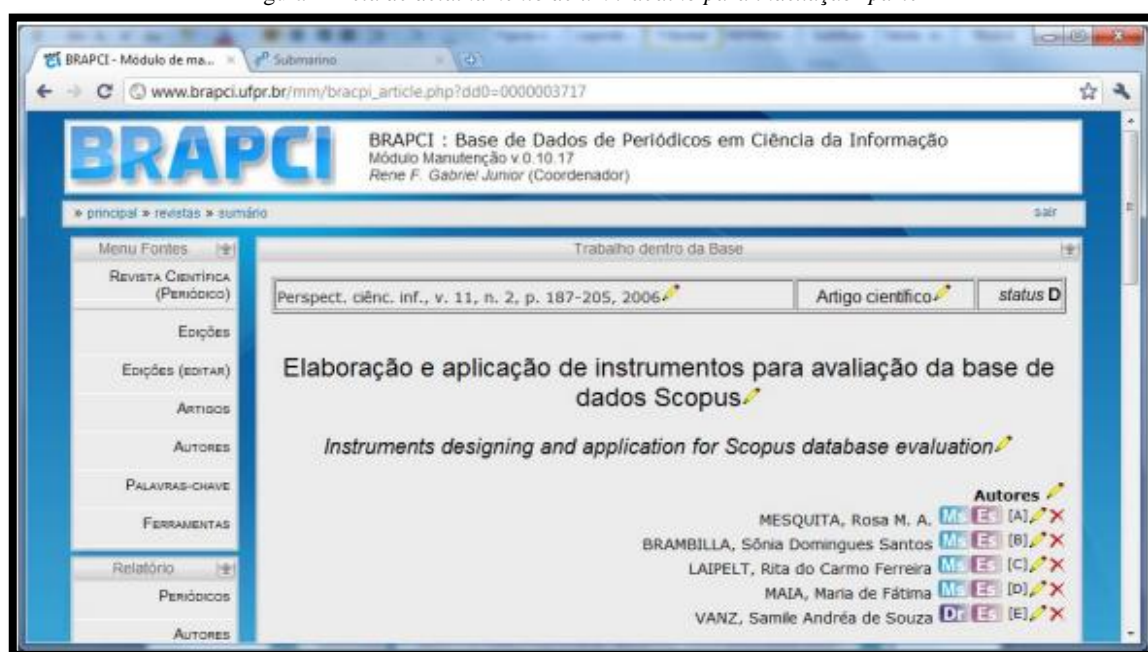 BRAPCI - Módulo de ma...
Submarino
www.brapci.ufpr.br/mm/bracpi_article.php?dd0=0000003717
BRAPCI
BRAPCI : Base de Dados de Periódicos em Ciência da Informação
Módulo Manutenção v.0.10.17
Rene F. Gabriel Junior (Coordenador)
» principal » revistas » sumário
sair
Menu Fontes
Revista Científica
(Periódico)
Edições
Edições (editar)
Artigos
Autores
Palavras-chave
Ferramentas
Relatório
Periódicos
Autores
Trabalho dentro da Base
Perspect. ciênc. inf., v. 11, n. 2, p. 187-205, 2006
Artigo científico
status D
Elaboração e aplicação de instrumentos para avaliação da base de
dados Scopus
Instruments designing and application for Scopus database evaluation
Autores
MESQUITA, Rosa M. A. Ms Es [A]
BRAMBILLA, Sônia Domingues Santos Ms Es [B]
LAIPELT, Rita do Carmo Ferreira Ms Es [C]
MAIA, Maria de Fátima Ms Es [D]
VANZ, Samile Andréa de Souza Dr Es [E]